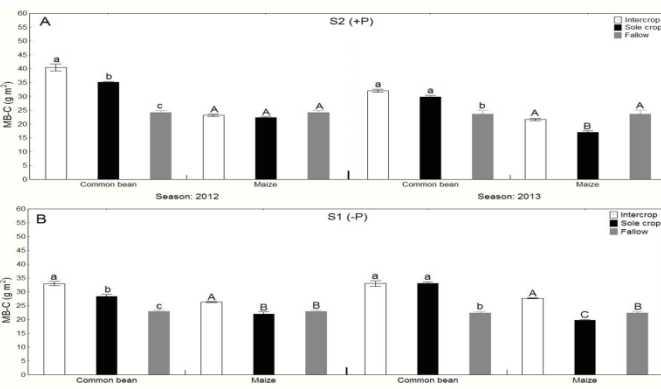 A
S2 (+P)
Intercrop
Sole crop
Fallow
MB-C (g m²)
60
55
50
45
40
35
30
25
20
15
10
5
0
a
b
c
A
A
A
a
a
b
A
B
A
Common bean
Maize
Common bean
Maize
Season: 2012
Season: 2013
B
S1 (-P)
Intercrop
Sole crop
Fallow
MB-C (g m²)
60
55
50
45
40
35
30
25
20
15
10
5
0
a
b
c
A
B
B
a
a
b
A
C
B
Common bean
Maize
Common bean
Maize